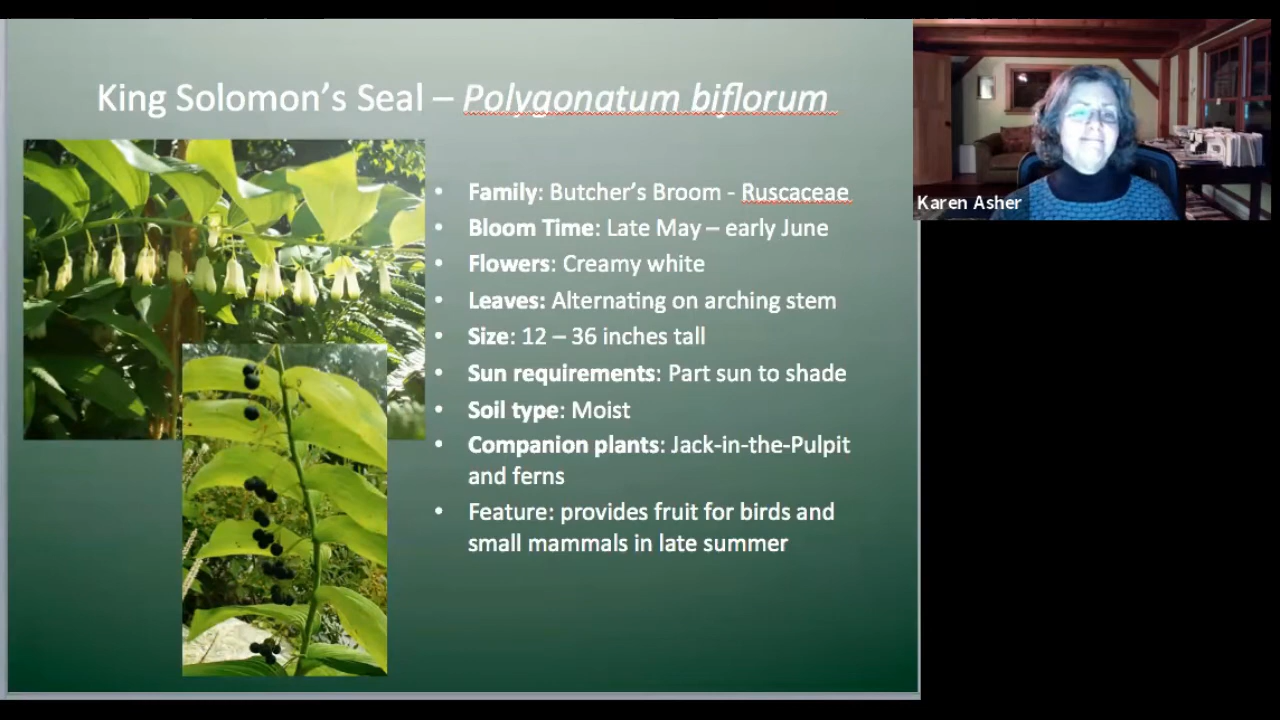 King Solomon's Seal – Polygonatum biflorum
• Family: Butcher's Broom - Ruscaceae
• Bloom Time: Late May – early June
• Flowers: Creamy white
• Leaves: Alternating on arching stem
• Size: 12 – 36 inches tall
• Sun requirements: Part sun to shade
• Soil type: Moist
• Companion plants: Jack-in-the-Pulpit
and ferns
• Feature: provides fruit for birds and
small mammals in late summer
Karen Asher